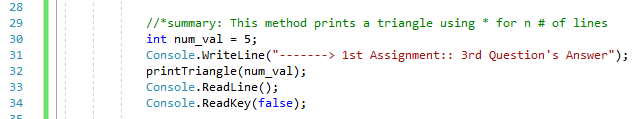 28
29 //*summary: This method prints a triangle using * for n # of lines
30 int num_val = 5;
31 Console.WriteLine("-------> 1st Assignment:: 3rd Question's Answer");
32 printTriangle(num_val);
33 Console.ReadLine();
34 Console.ReadKey(false);